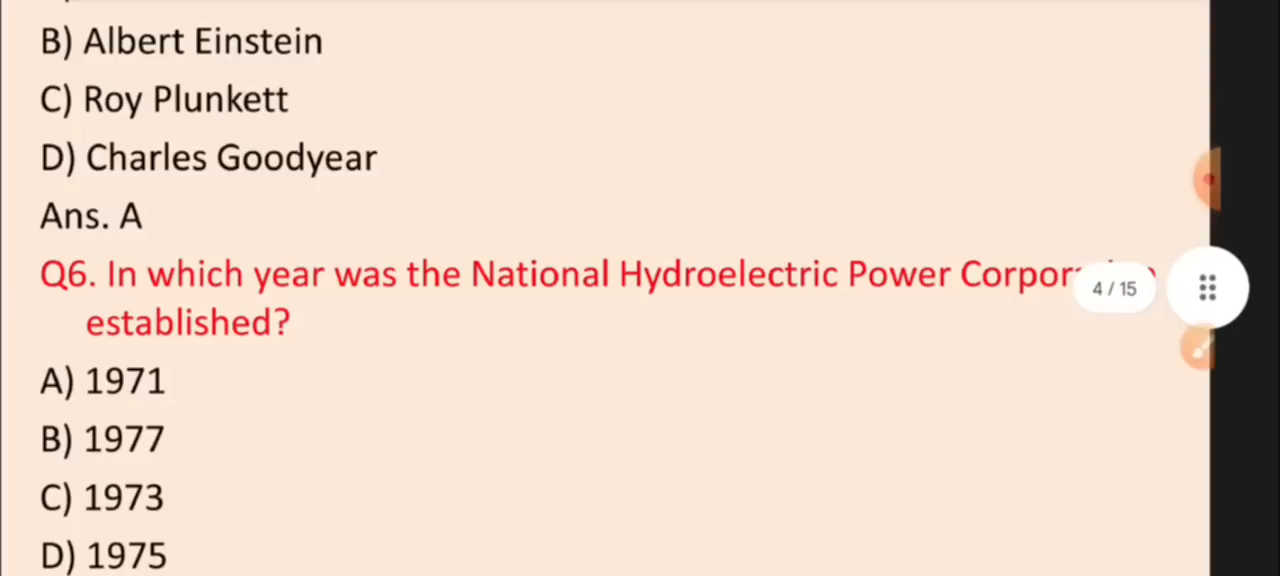 B) Albert Einstein
C) Roy Plunkett
D) Charles Goodyear
Ans. A
Q6. In which year was the National Hydroelectric Power
4 / 15
established?
A) 1971
B) 1977
C) 1973
D) 1975